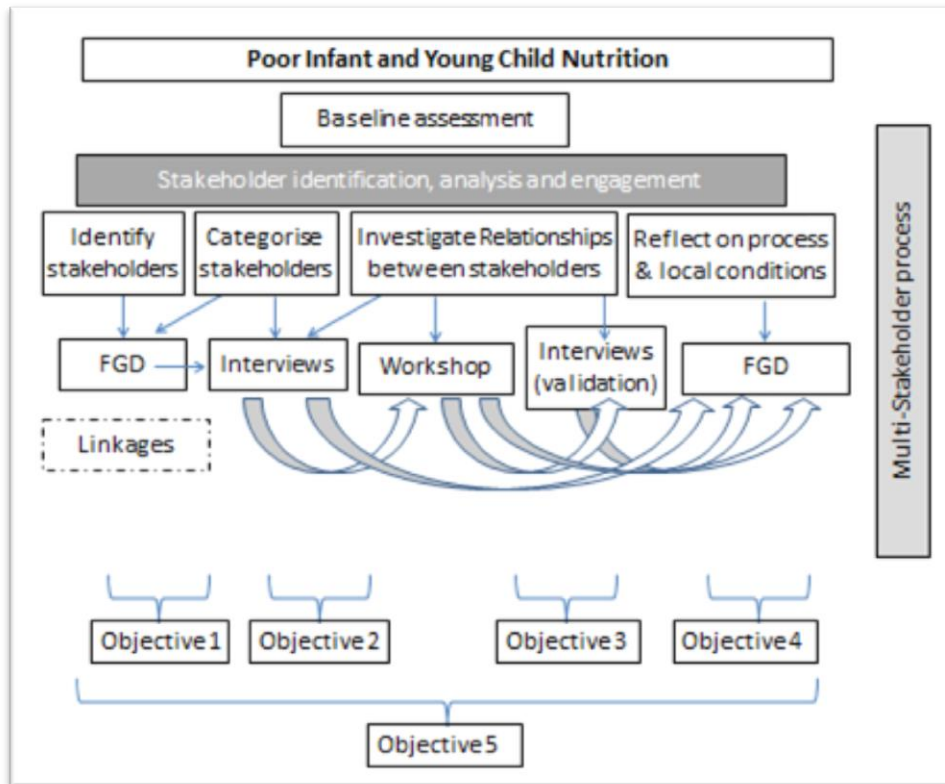 Poor Infant and Young Child Nutrition
Baseline assessment
Stakeholder identification, analysis and engagement
Identify
stakeholders
Categorise
stakeholders
Investigate Relationships
between stakeholders
Reflect on process
& local conditions
FGD
Interviews
Workshop
Interviews
(validation)
FGD
Linkages
Objective 1
Objective 2
Objective 3
Objective 4
Objective 5
Multi-Stakeholder process